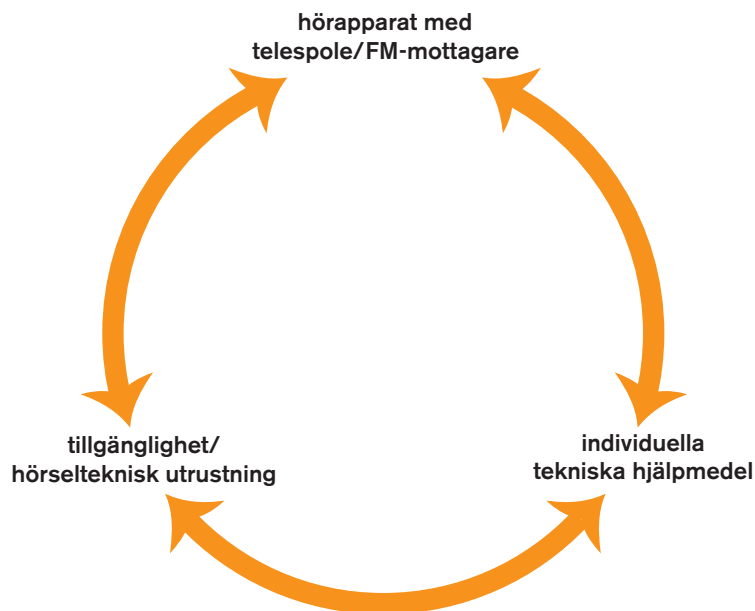 hörapparat med
telespole/FM-mottagare
tillgänglighet/
hörselteknisk utrustning
individuella
tekniska hjälpmedel